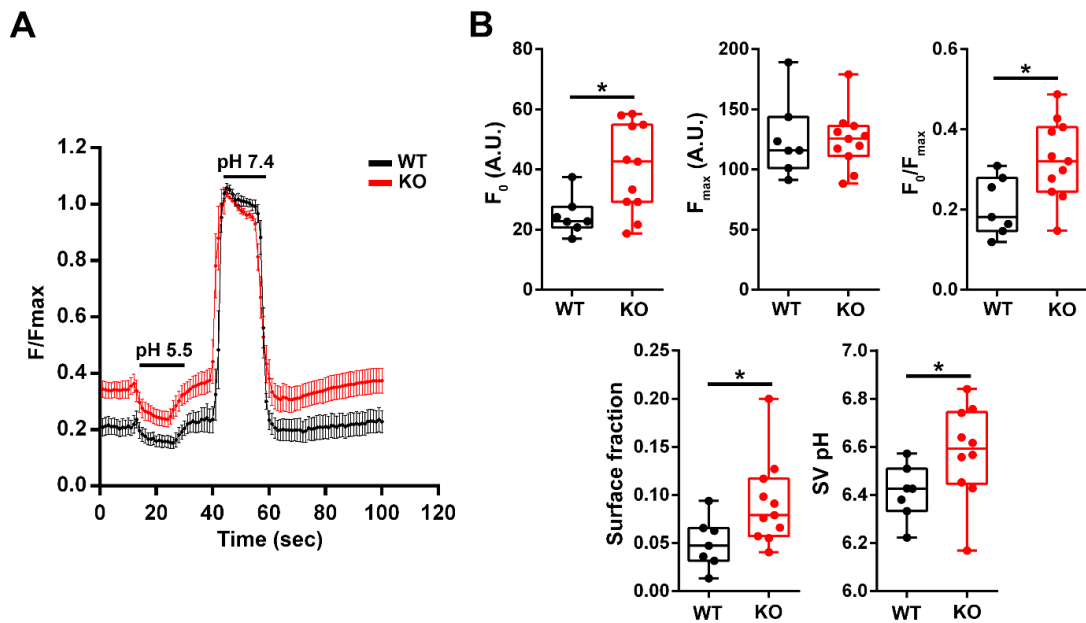 A
B
F/Fmax
1.4
1.2
1.0
0.8
0.6
0.4
0.2
0.0
pH 7.4
pH 5.5
WT
KO
0
20
40
60
80
100
120
Time (sec)
F₀ (A.U.)
80
60
40
20
0
*
WT
KO
Fmax (A.U.)
200
150
100
50
0
WT
KO
F₀/Fmax
0.6
0.4
0.2
0.0
*
WT
KO
Surface fraction
0.25
0.20
0.15
0.10
0.05
0.00
*
WT
KO
SV pH
7.0
6.8
6.6
6.4
6.2
6.0
*
WT
KO